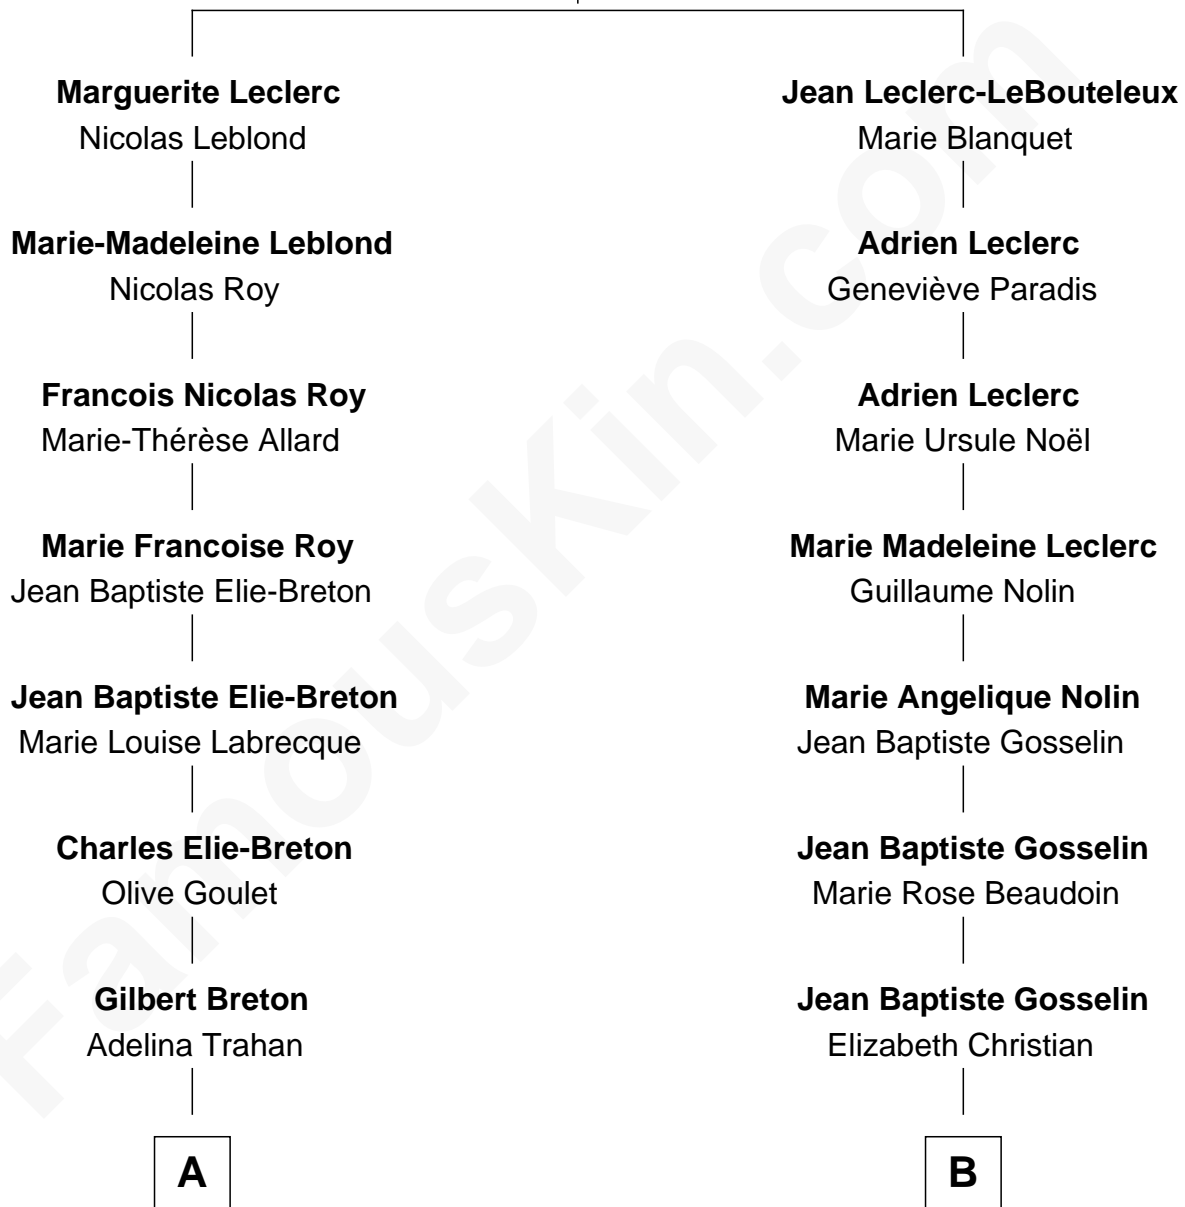 Marguerite Leclerc
Nicolas Leblond
Marie-Madeleine Leblond
Nicolas Roy
Francois Nicolas Roy
Marie-Thérèse Allard
Marie Francoise Roy
Jean Baptiste Elie-Breton
Jean Baptiste Elie-Breton
Marie Louise Labrecque
Charles Elie-Breton
Olive Goulet
Gilbert Breton
Adelina Trahan
A
Jean Leclerc-LeBouteleux
Marie Blanquet
Adrien Leclerc
Geneviève Paradis
Adrien Leclerc
Marie Ursule Noël
Marie Madeleine Leclerc
Guillaume Nolin
Marie Angelique Nolin
Jean Baptiste Gosselin
Jean Baptiste Gosselin
Marie Rose Beaudoin
Jean Baptiste Gosselin
Elizabeth Christian
B
FamousKin.com